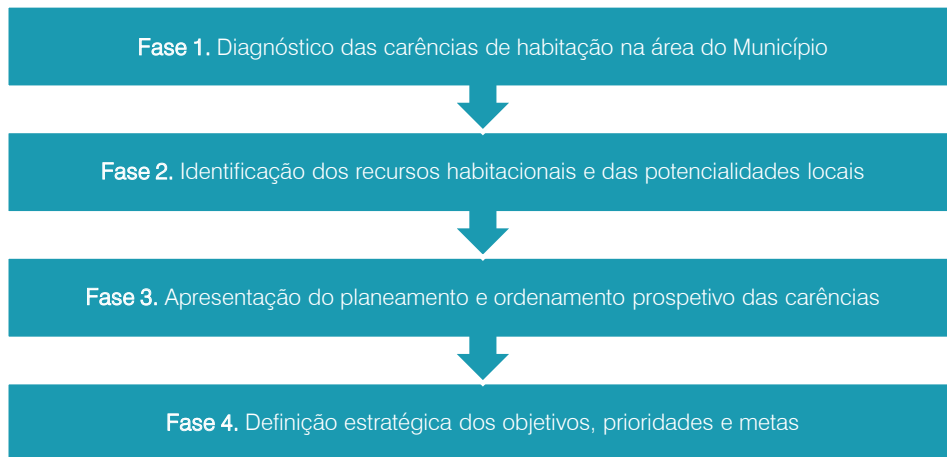 Fase 1. Diagnóstico das carências de habitação na área do Município
Fase 2. Identificação dos recursos habitacionais e das potencialidades locais
Fase 3. Apresentação do planeamento e ordenamento prospetivo das carências
Fase 4. Definição estratégica dos objetivos, prioridades e metas